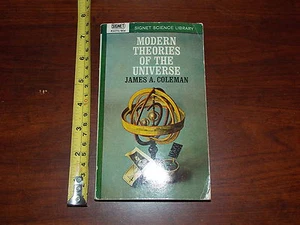 SIGNET
SIGNET SCIENCE LIBRARY
MODERN
THEORIES
OF THE
UNIVERSE
JAMES A. COLEMAN